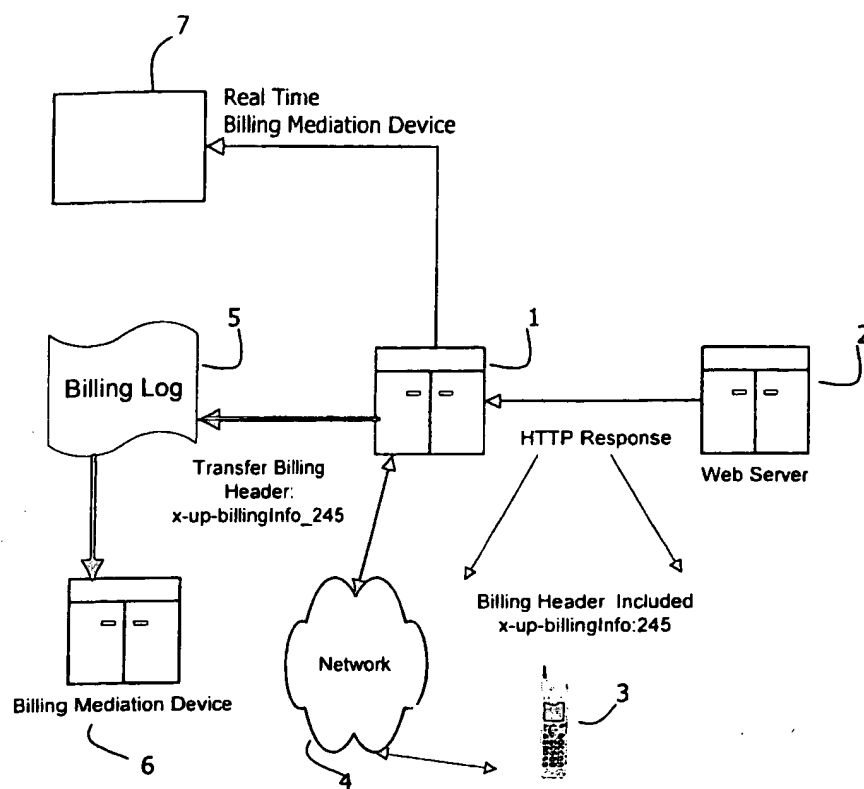 7
Real Time
Billing Mediation Device
5
1
2
Billing Log
HTTP Response
Web Server
Transfer Billing
Header:
x-up-billingInfo_245
Billing Header Included
x-up-billingInfo:245
Network
3
Billing Mediation Device
6
4